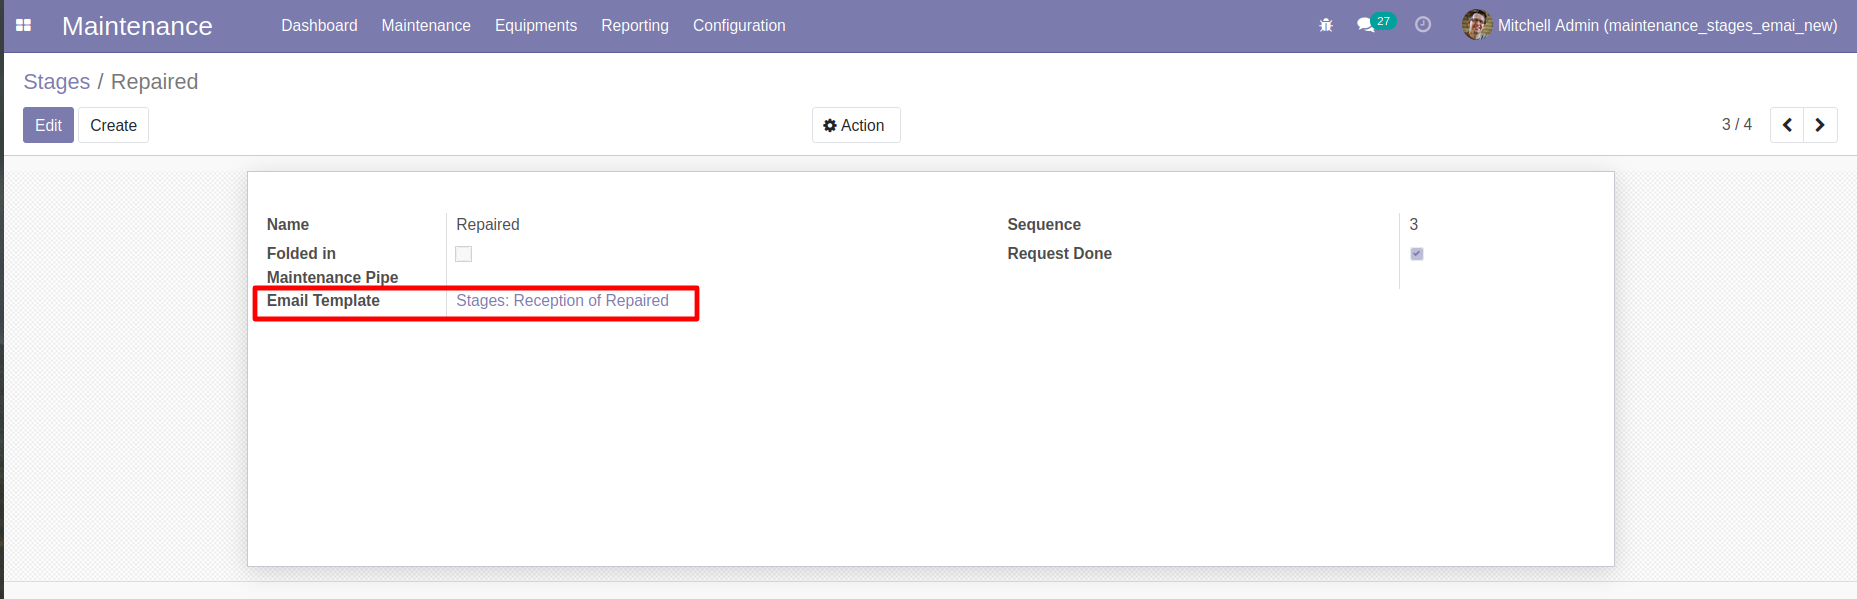 Maintenance Dashboard Maintenance Equipments Reporting Configuration 27 Mitchell Admin (maintenance_stages_emai_new)
Stages / Repaired
Edit Create Action 3 / 4
Name Repaired Sequence 3
Folded in Request Done
Maintenance Pipe
Email Template Stages: Reception of Repaired